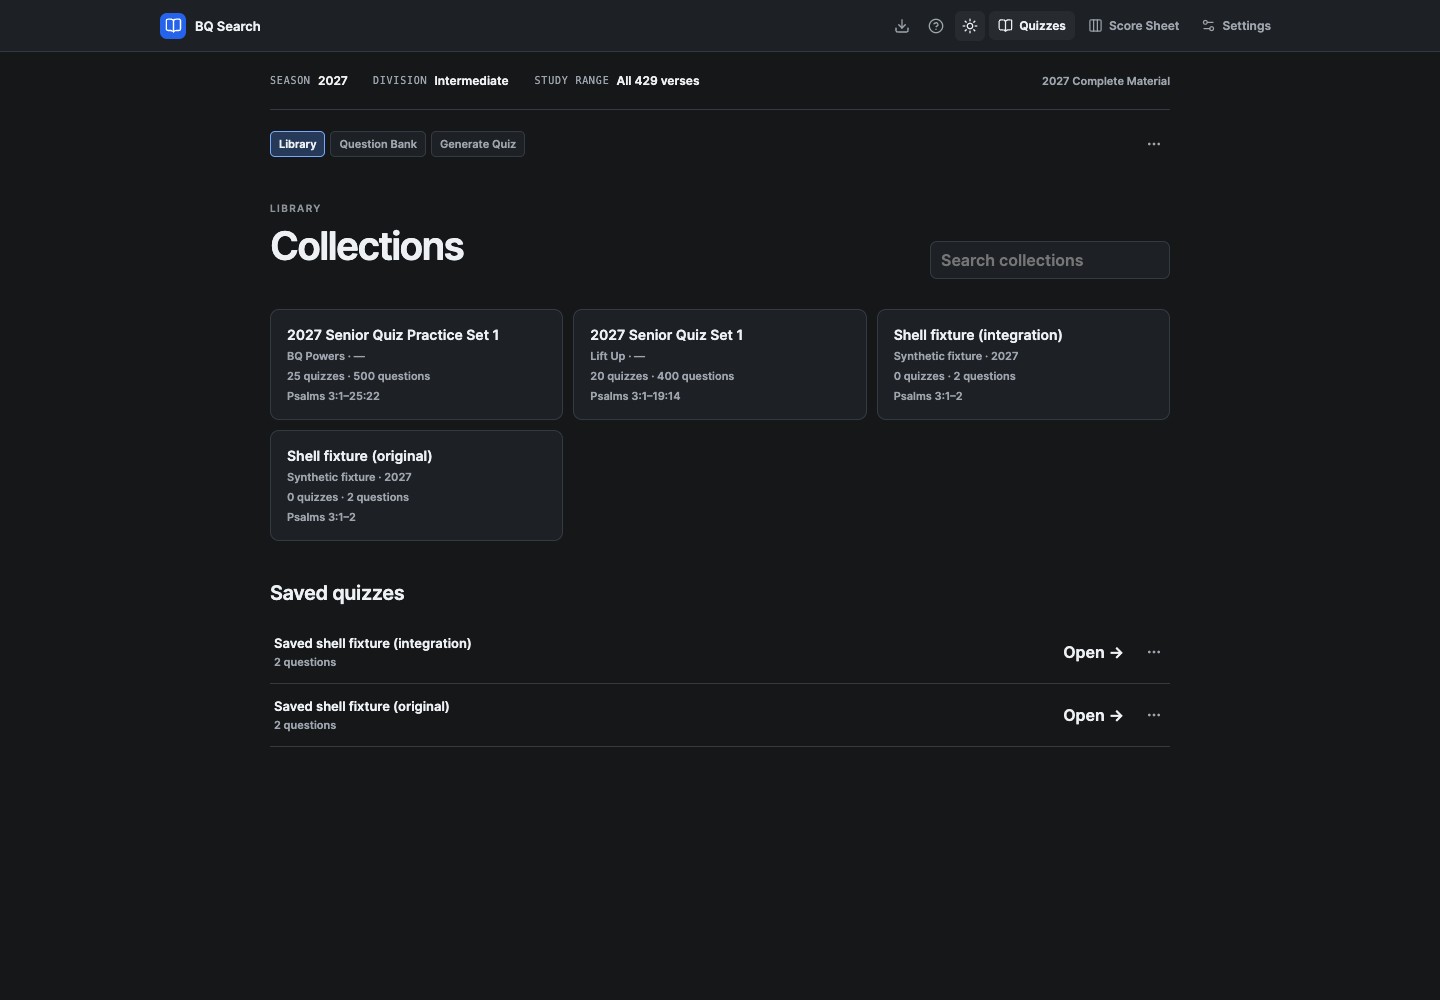 BQ Search
Quizzes
Score Sheet
Settings
SEASON 2027 DIVISION Intermediate STUDY RANGE All 429 verses
2027 Complete Material
Library
Question Bank
Generate Quiz
LIBRARY
Collections
Search collections
2027 Senior Quiz Practice Set 1
BQ Powers · —
25 quizzes · 500 questions
Psalms 3:1–25:22
2027 Senior Quiz Set 1
Lift Up · —
20 quizzes · 400 questions
Psalms 3:1–19:14
Shell fixture (integration)
Synthetic fixture · 2027
0 quizzes · 2 questions
Psalms 3:1–2
Shell fixture (original)
Synthetic fixture · 2027
0 quizzes · 2 questions
Psalms 3:1–2
Saved quizzes
Saved shell fixture (integration)
2 questions
Open →
Saved shell fixture (original)
2 questions
Open →